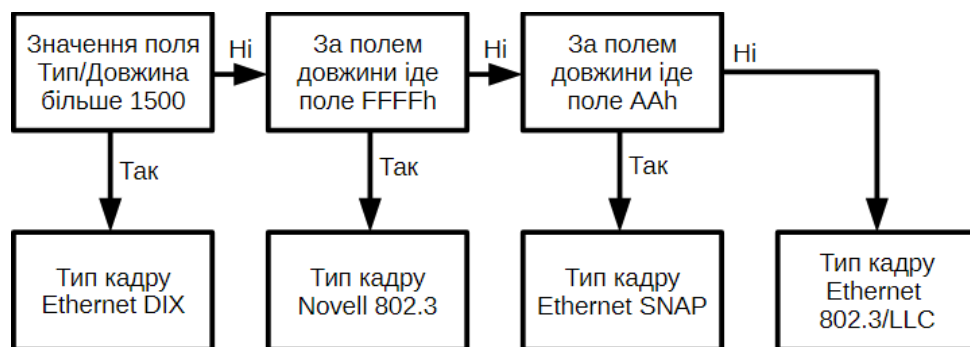 Значення поля
Тип/Довжина
більше 1500
Ні
За полем
довжини іде
поле FFFFh
Ні
За полем
довжини іде
поле AAh
Ні
Так
Так
Так
Тип кадру
Ethernet DIX
Тип кадру
Novell 802.3
Тип кадру
Ethernet SNAP
Тип кадру
Ethernet
802.3/LLC